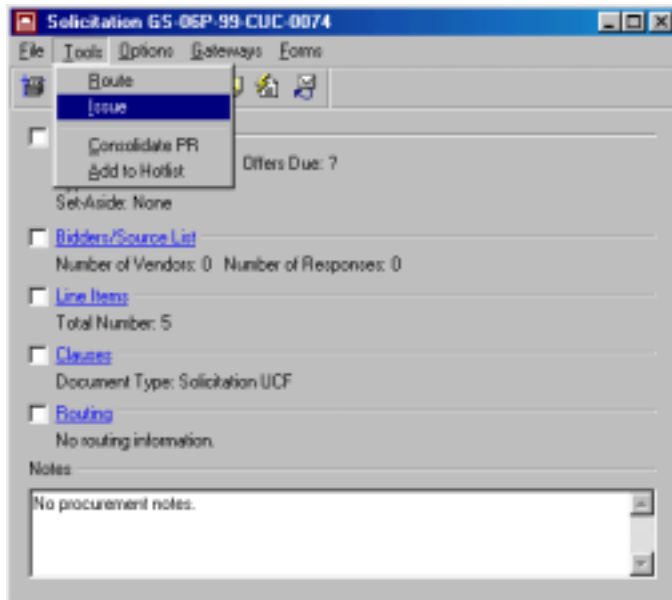 Solicitation GS-06P-99-CUC-0074
File Tools Options Gateways Forms
Route
Issue
Consolidate PR
Add to Hotlist
Offers Due: ?
Set-Aside: None
Bidders/Source List
Number of Vendors: 0 Number of Responses: 0
Line Items
Total Number: 5
Clauses
Document Type: Solicitation UCF
Routing
No routing information.
Notes
No procurement notes.